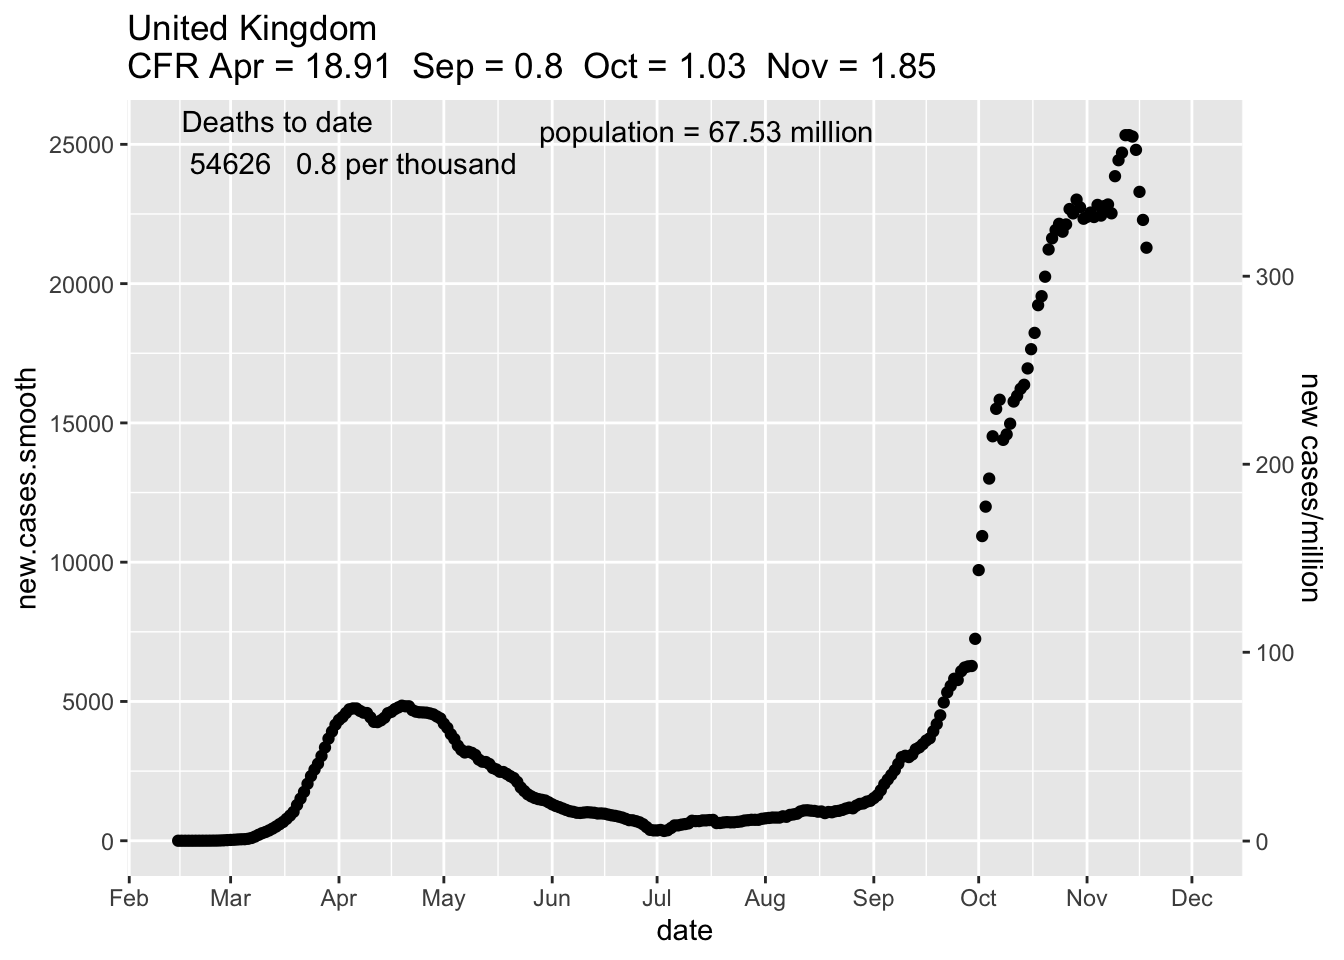 United Kingdom
CFR Apr = 18.91 Sep = 0.8 Oct = 1.03 Nov = 1.85
Deaths to date
54626 0.8 per thousand
population = 67.53 million
25000
20000
15000
10000
5000
0
new.cases.smooth
300
200
100
0
new cases/million
Feb Mar Apr May Jun Jul Aug Sep Oct Nov Dec
date